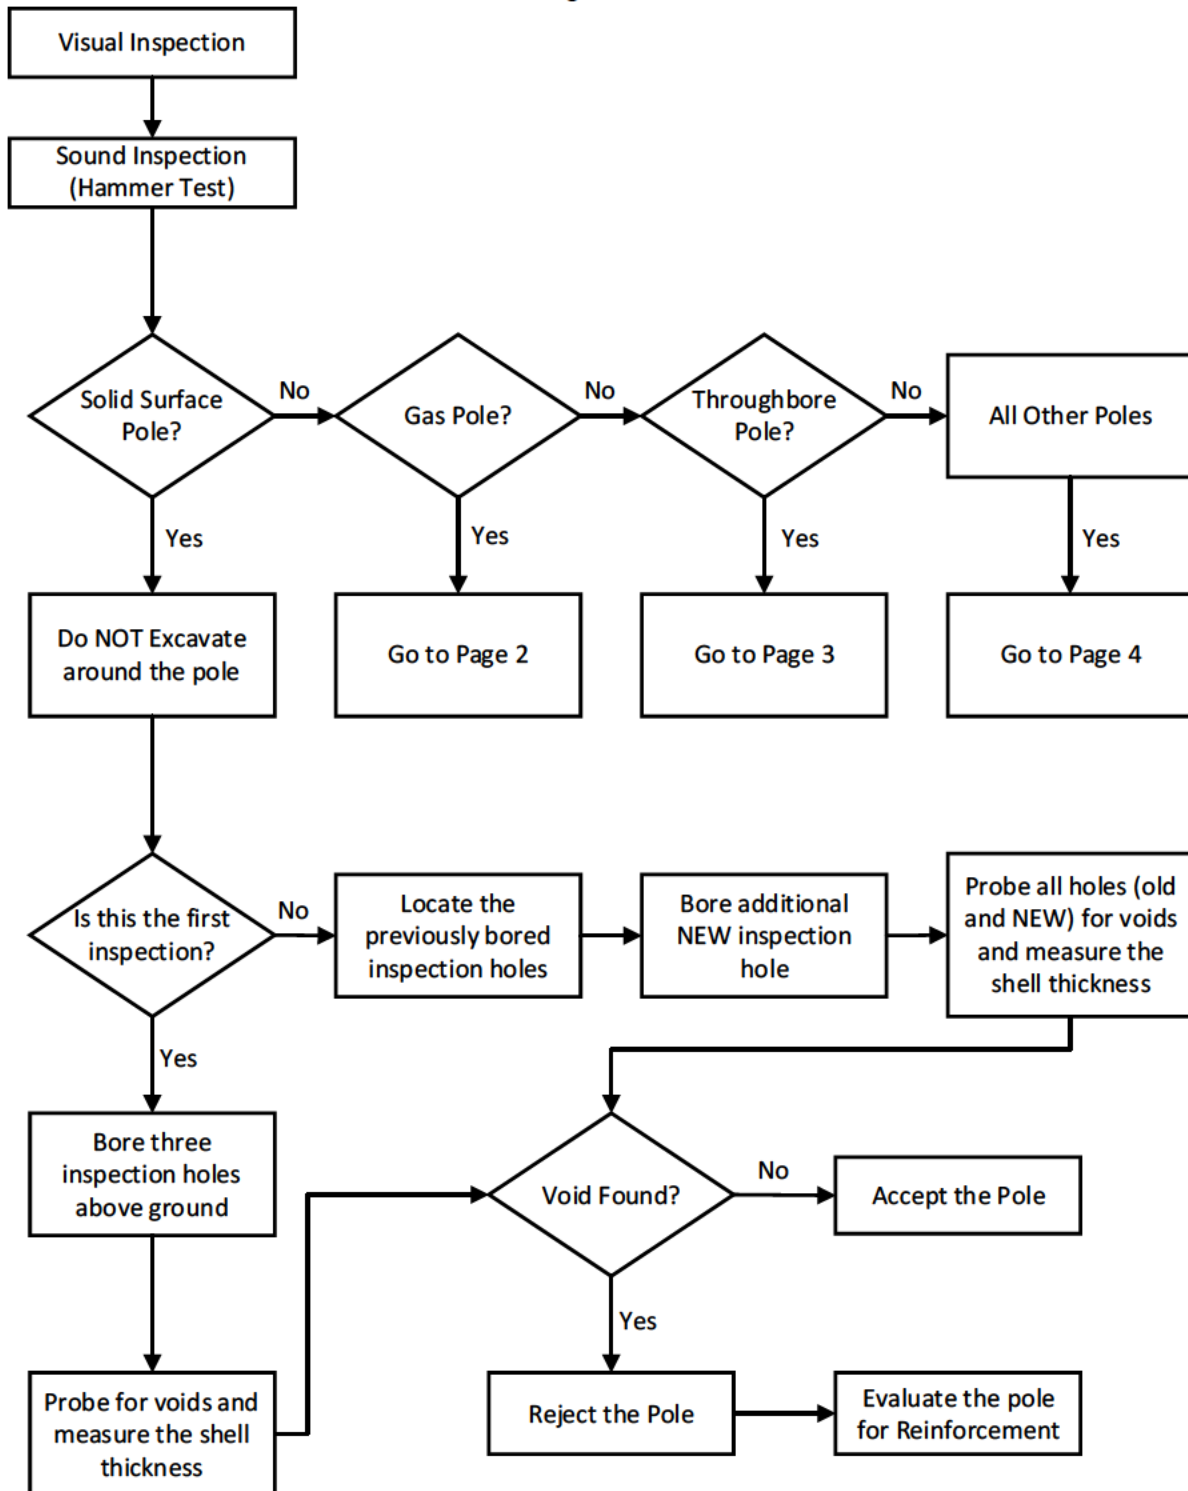 Visual Inspection
Sound Inspection
(Hammer Test)
Solid Surface
Pole?
No
Gas Pole?
No
Throughbore
Pole?
No
All Other Poles
Yes
Yes
Yes
Yes
Do NOT Excavate
around the pole
Go to Page 2
Go to Page 3
Go to Page 4
Is this the first
inspection?
No
Locate the
previously bored
inspection holes
Bore additional
NEW inspection
hole
Probe all holes (old
and NEW) for voids
and measure the
shell thickness
Yes
Bore three
inspection holes
above ground
Void Found?
No
Accept the Pole
Yes
Probe for voids and
measure the shell
thickness
Reject the Pole
Evaluate the pole
for Reinforcement